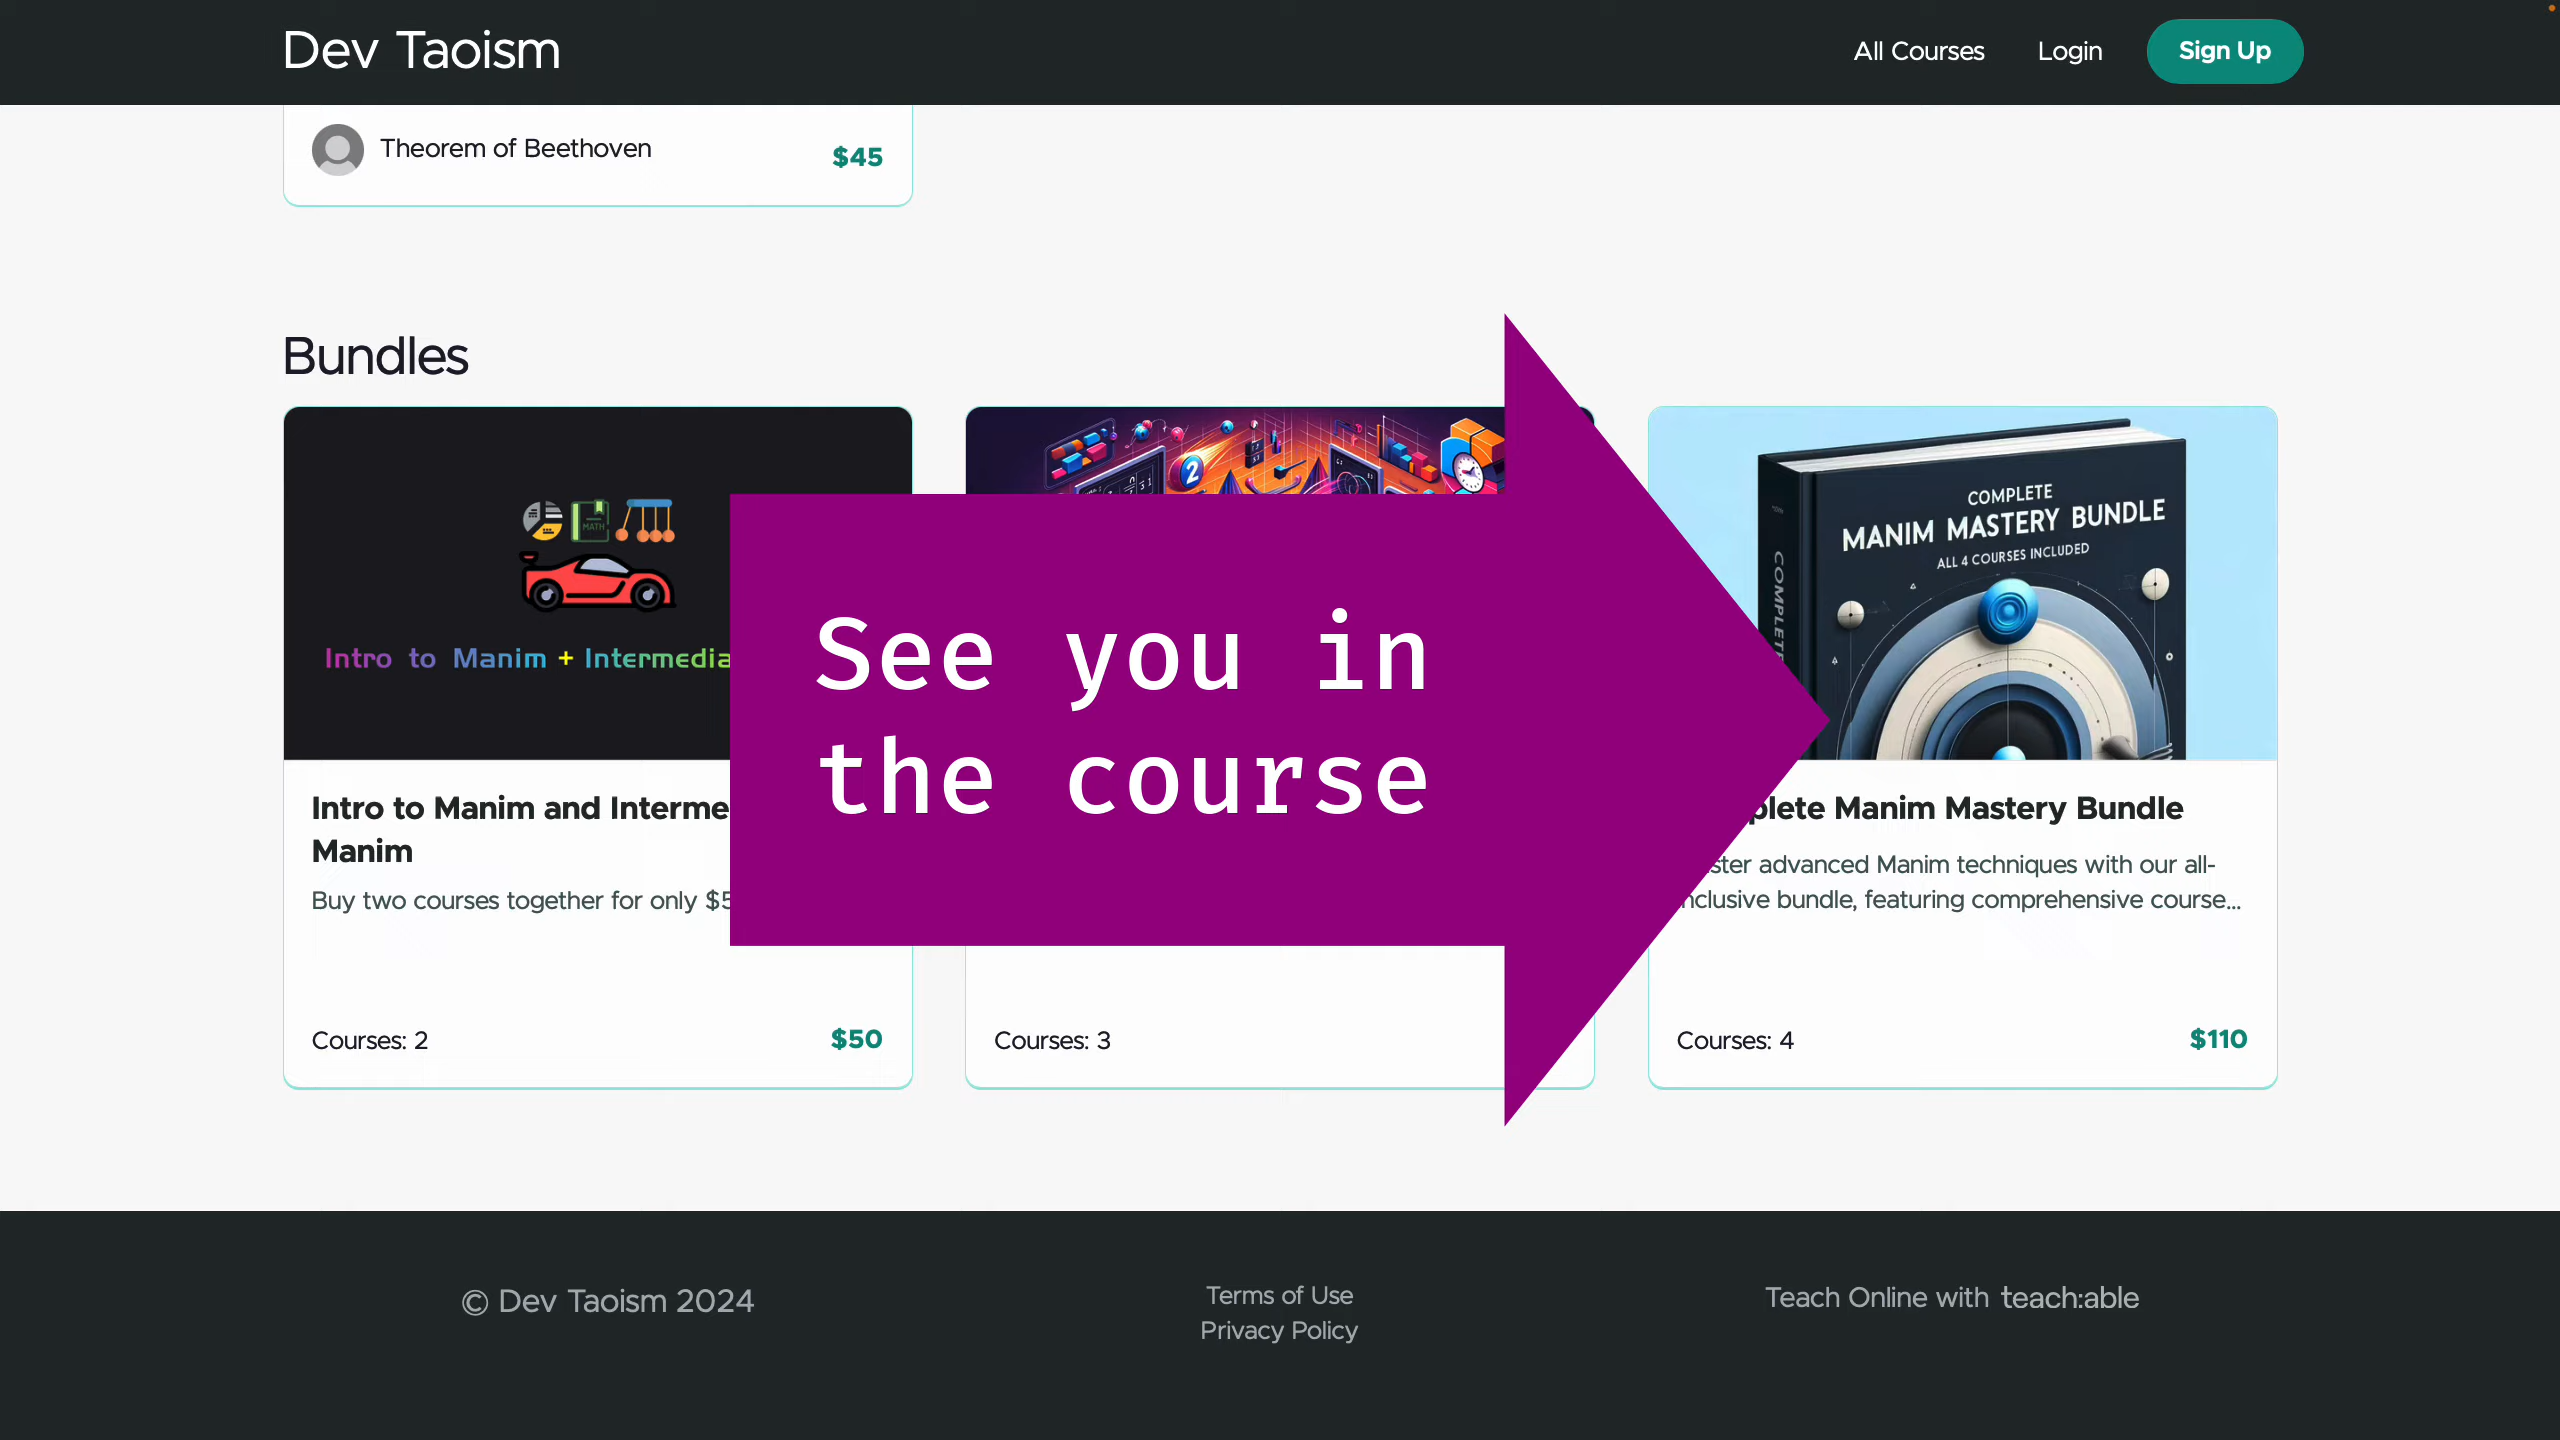 Dev Taoism
All Courses
Login
Sign Up
Theorem of Beethoven
$45
Bundles
MATH
Intro to Manim + Intermedia
2
COMPLETE
MANIM MASTERY BUNDLE
ALL 4 COURSES INCLUDED
See you in
the course
Intro to Manim and Interme
Manim
Buy two courses together for only $5
Courses: 2
$50
Courses: 3
plete Manim Mastery Bundle
ster advanced Manim techniques with our all-
nclusive bundle, featuring comprehensive course...
Courses: 4
$110
© Dev Taoism 2024
Terms of Use
Privacy Policy
Teach Online with teach:able